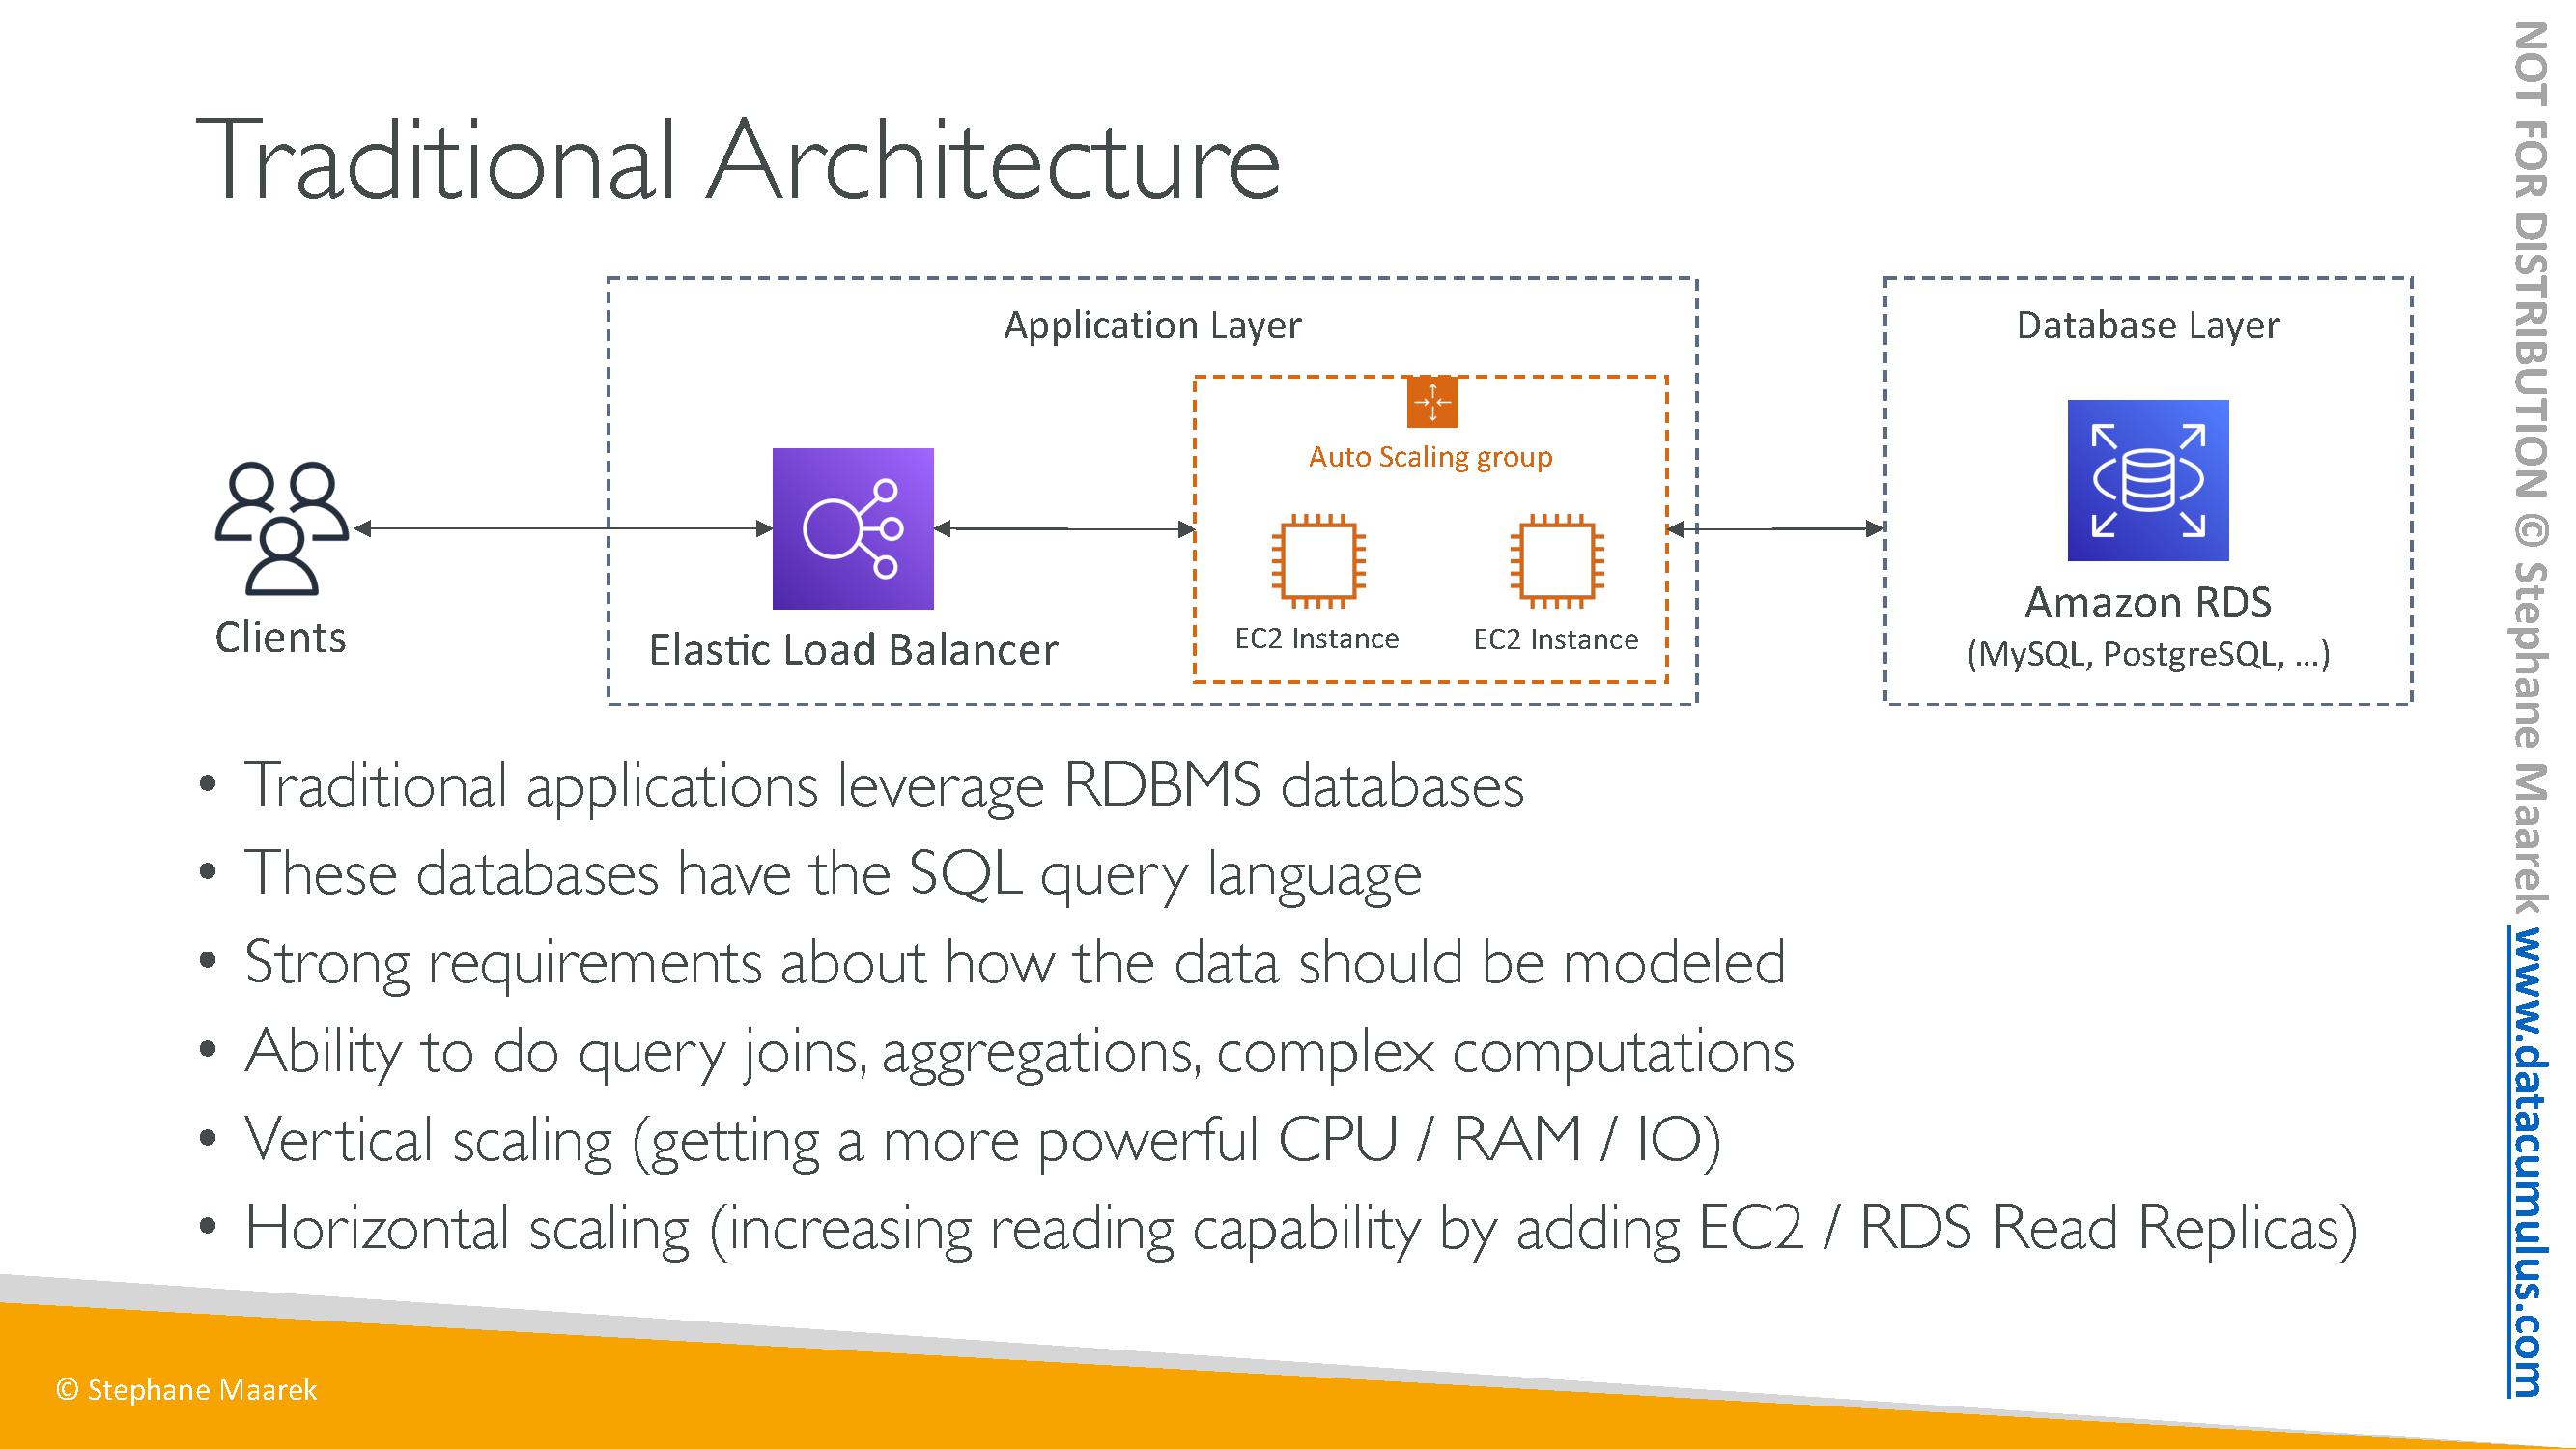 Traditional Architecture
Application Layer
Database Layer
Auto Scaling group
Clients
Elastic Load Balancer
EC2 Instance
EC2 Instance
Amazon RDS
(MySQL, PostgreSQL, …)
• Traditional applications leverage RDBMS databases
• These databases have the SQL query language
• Strong requirements about how the data should be modeled
• Ability to do query joins, aggregations, complex computations
• Vertical scaling (getting a more powerful CPU / RAM / IO)
• Horizontal scaling (increasing reading capability by adding EC2 / RDS Read Replicas)
© Stephane Maarek
NOT FOR DISTRIBUTION © Stephane Maarek www.datacumulus.com